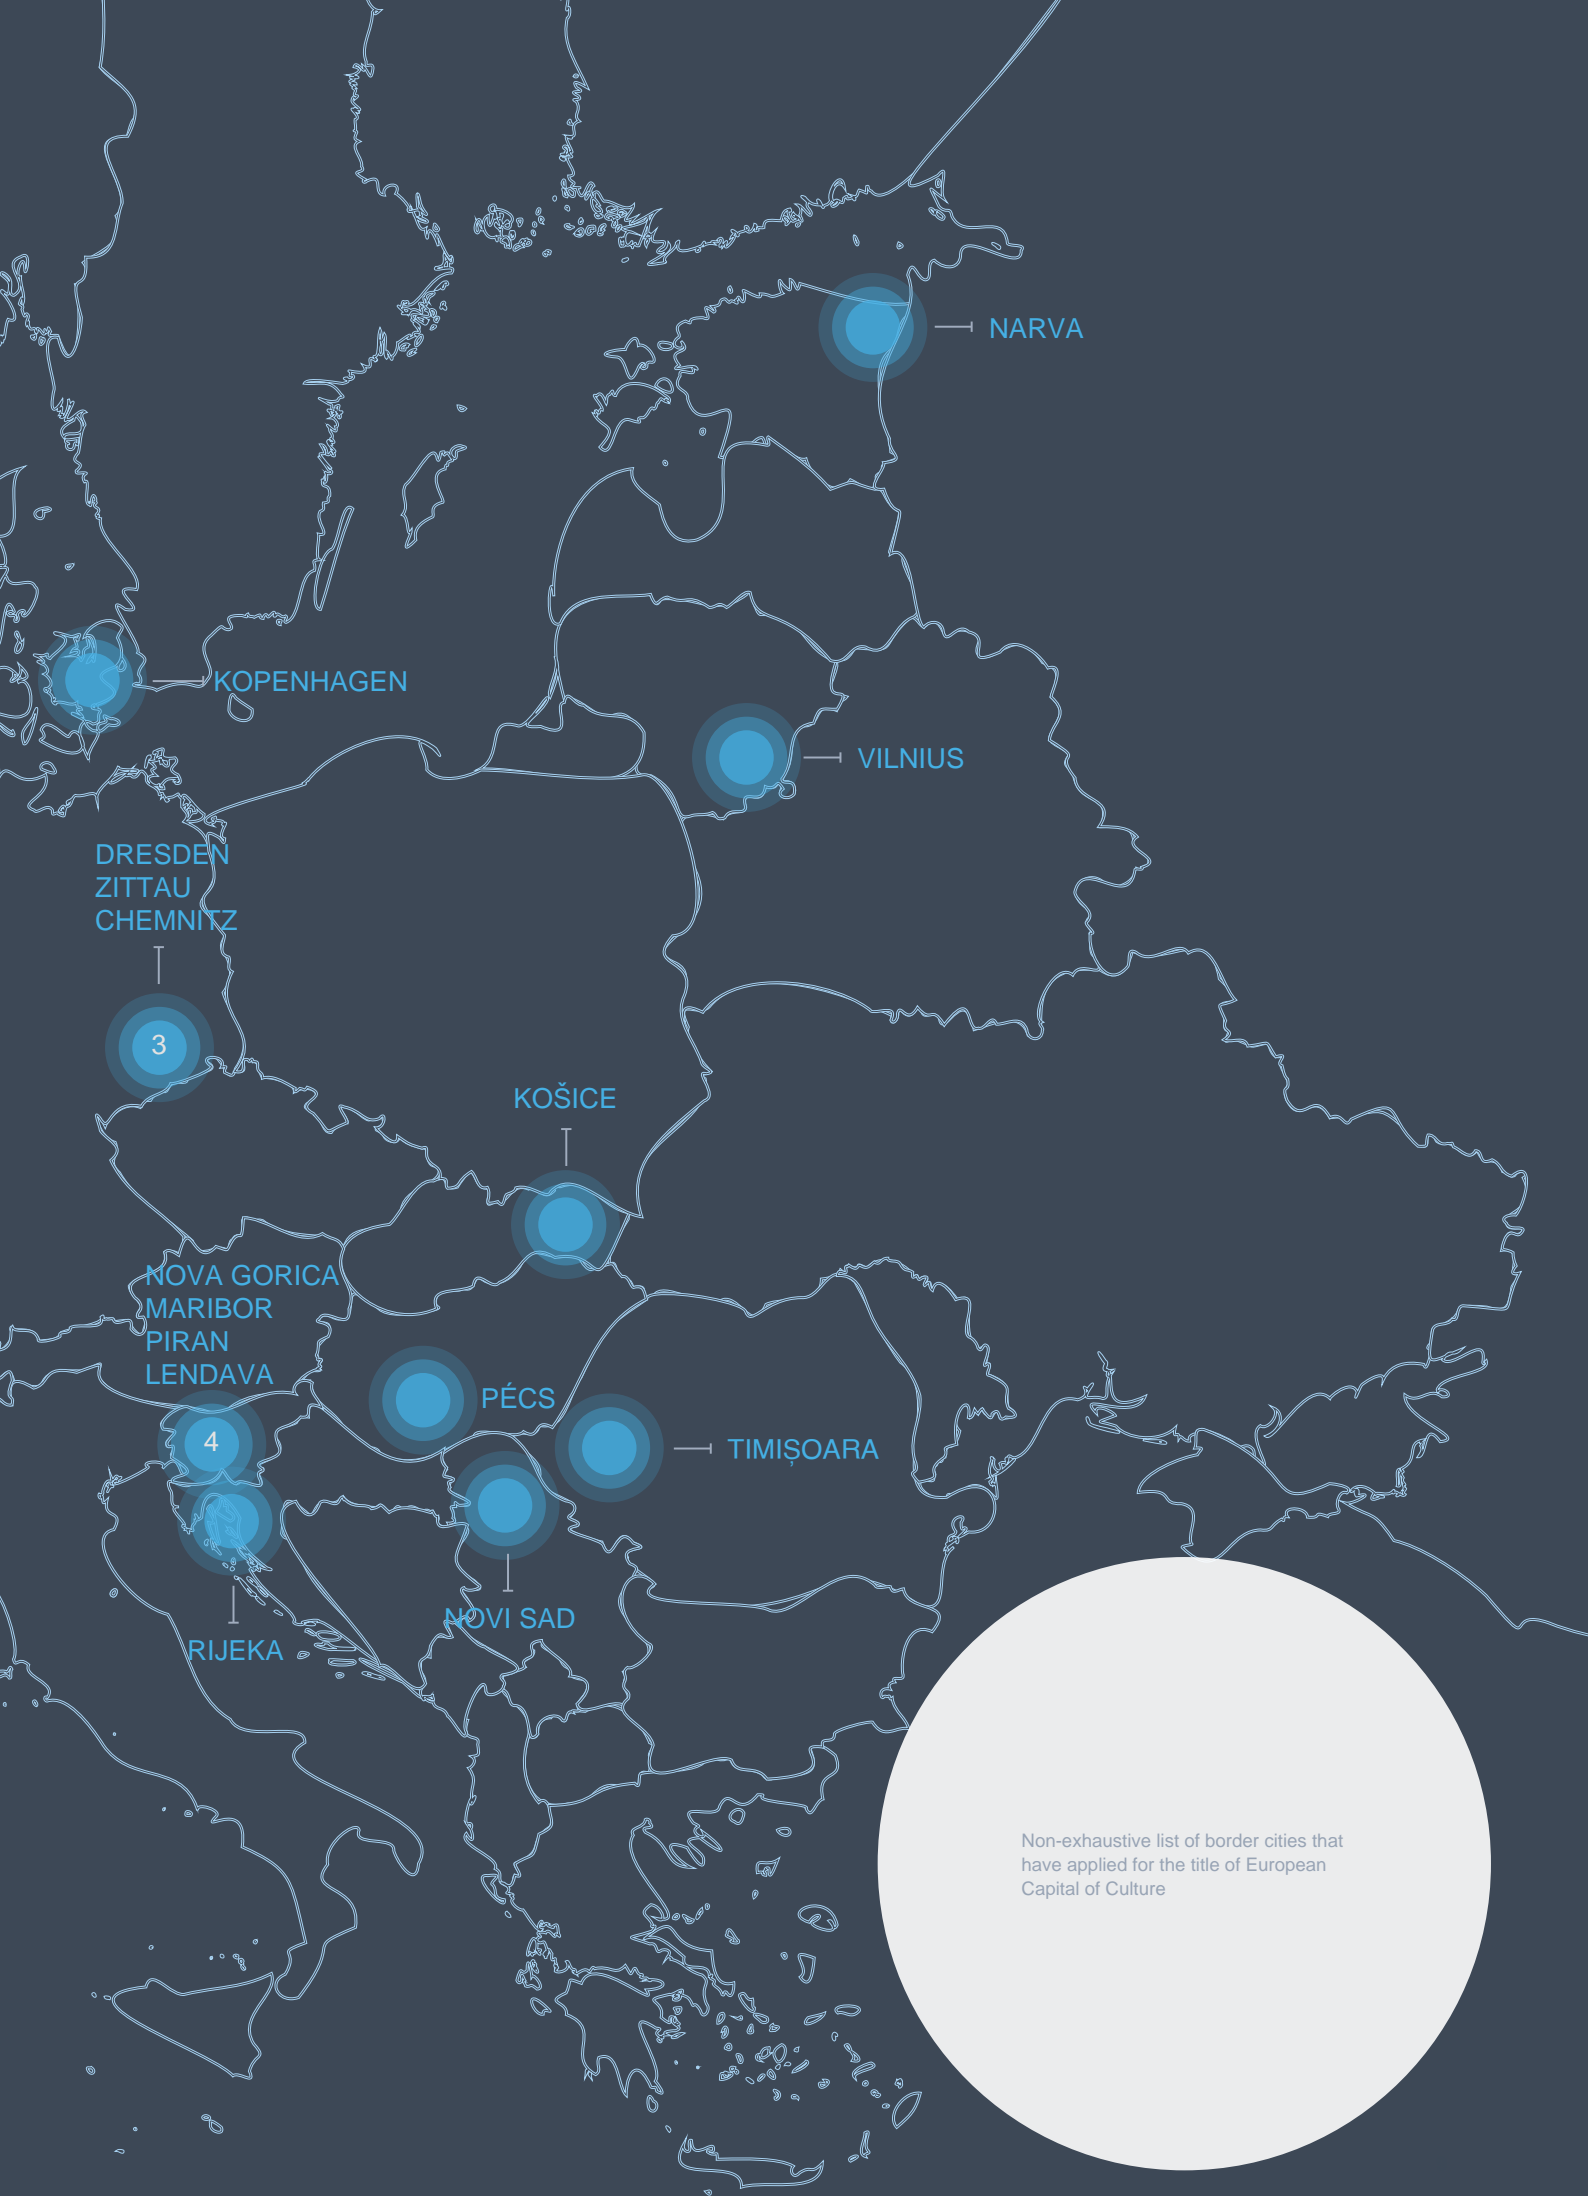 NARVA
KOPENHAGEN
VILNIUS
DRESDEN
ZITTAU
CHEMNITZ
3
KOŠICE
NOVA GORICA
MARIBOR
PIRAN
LENDAVA
PÉCS
4
TIMIȘOARA
NOVI SAD
RIJEKA
Non-exhaustive list of border cities that
have applied for the title of European
Capital of Culture